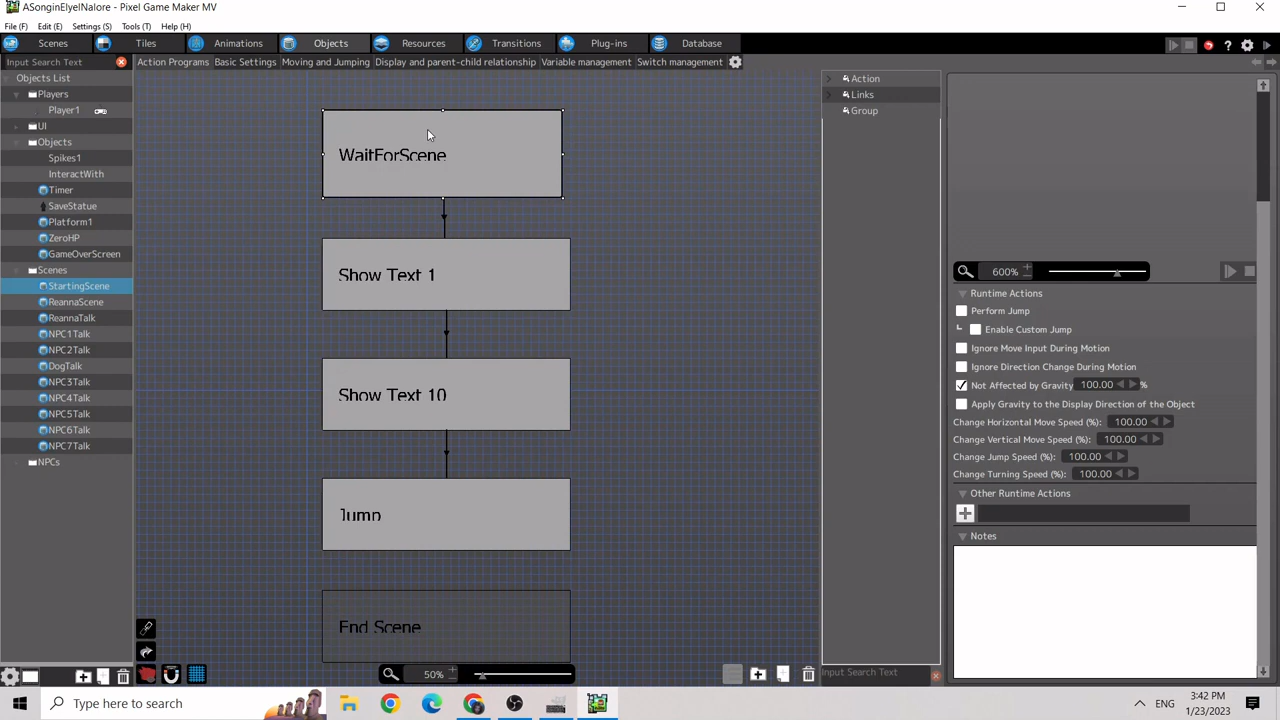 ASonginElyelNalore - Pixel Game Maker MV
File (F) Edit (E) Settings (S) Tools (T) Help (H)
Scenes Tiles Animations Objects Resources Transitions Plug-ins Database
Input Search Text Action Programs Basic Settings Moving and Jumping Display and parent-child relationship Variable management Switch management
Objects List
Players
Player1
UI
Objects
Spikes1
InteractWith
Timer
SaveStatue
Platform1
ZeroHP
GameOverScreen
Scenes
StartingScene
ReannaScene
ReannaTalk
NPC1Talk
NPC2Talk
DogTalk
NPC3Talk
NPC4Talk
NPC5Talk
NPC6Talk
NPC7Talk
NPCs
WaitForScene
Show Text 1
Show Text 10
Jump
End Scene
50%
Action
Links
Group
Input Search Text
600%
Runtime Actions
Perform Jump
Enable Custom Jump
Ignore Move Input During Motion
Ignore Direction Change During Motion
Not Affected by Gravity 100.00 %
Apply Gravity to the Display Direction of the Object
Change Horizontal Move Speed (%): 100.00
Change Vertical Move Speed (%): 100.00
Change Jump Speed (%): 100.00
Change Turning Speed (%): 100.00
Other Runtime Actions
Notes
Type here to search
ENG
3:42 PM
1/23/2023